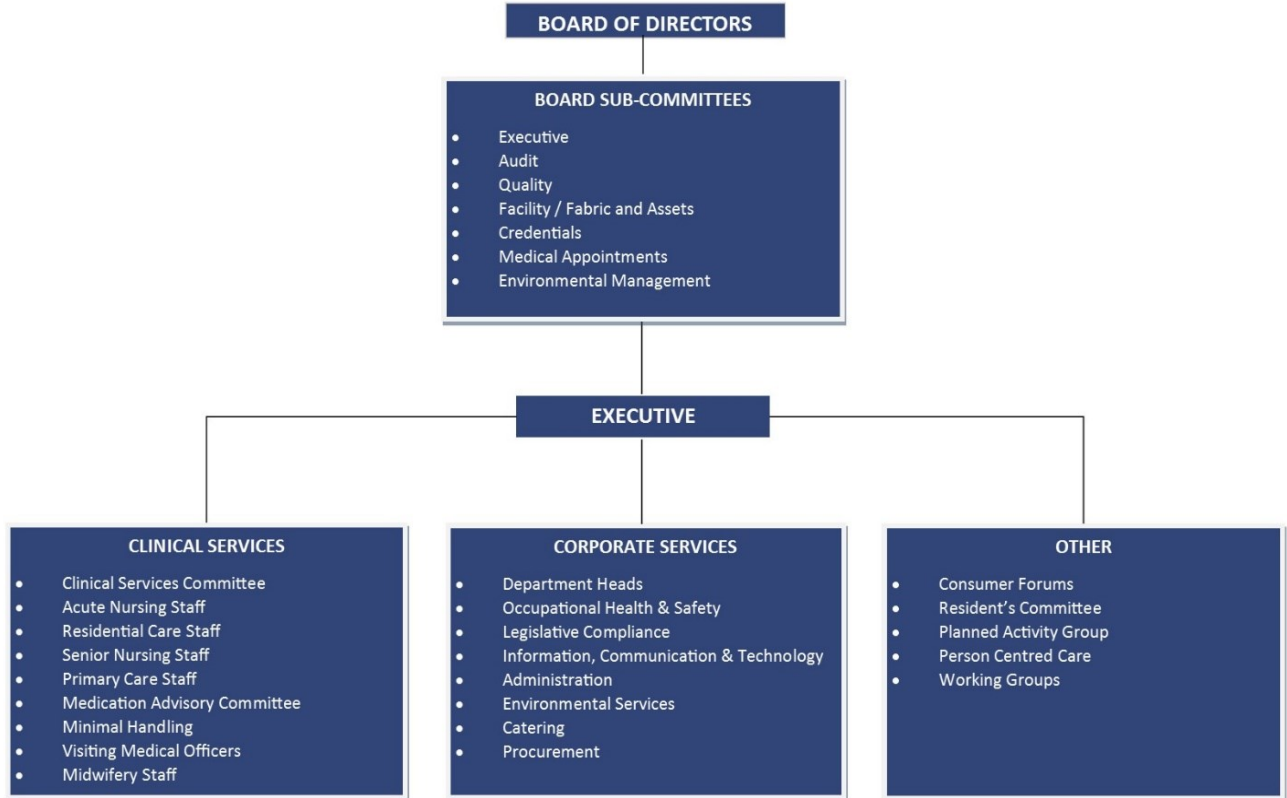 BOARD OF DIRECTORS
BOARD SUB-COMMITTEES
• Executive
• Audit
• Quality
• Facility / Fabric and Assets
• Credentials
• Medical Appointments
• Environmental Management
EXECUTIVE
CLINICAL SERVICES
• Clinical Services Committee
• Acute Nursing Staff
• Residential Care Staff
• Senior Nursing Staff
• Primary Care Staff
• Medication Advisory Committee
• Minimal Handling
• Visiting Medical Officers
• Midwifery Staff
CORPORATE SERVICES
• Department Heads
• Occupational Health & Safety
• Legislative Compliance
• Information, Communication & Technology
• Administration
• Environmental Services
• Catering
• Procurement
OTHER
• Consumer Forums
• Resident’s Committee
• Planned Activity Group
• Person Centred Care
• Working Groups